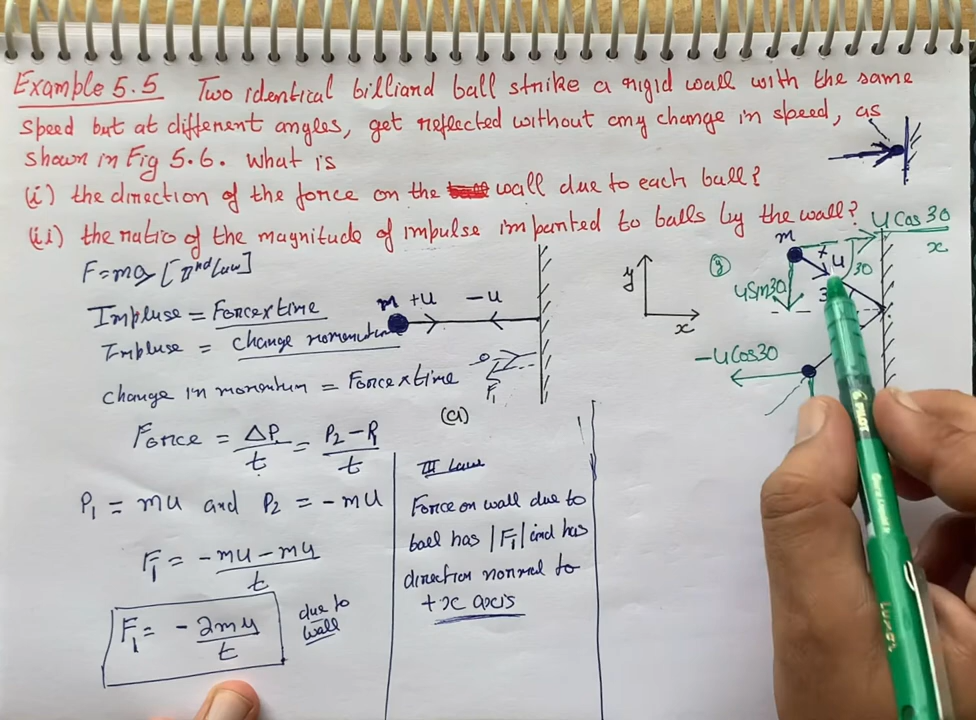 Example 5.5 Two identical billiard ball strike a rigid wall with the same
speed but at different angles, get reflected without any change in speed, as
shown in Fig 5.6. What is
(i) the direction of the force on the wall due to each ball?
(ii) the ratio of the magnitude of impulse imparted to balls by the wall?
F=ma [IInd Law]
Impluse = Force x time
Impluse = change momentum
change in momentum = Force x time
Force = ΔP/t = P2 - P1/t
P1 = mu and P2 = -mu
F1 = -mu - mu/t
F1 = -2mu/t
due to
wall
m +u -u
F1
(a)
III Law
Force on wall due to
ball has |F1| and has
direction normal to
+x axis
y
x
y
m
u cos 30
x
+u
30
u sin 30
3
-u cos 30
PILOT